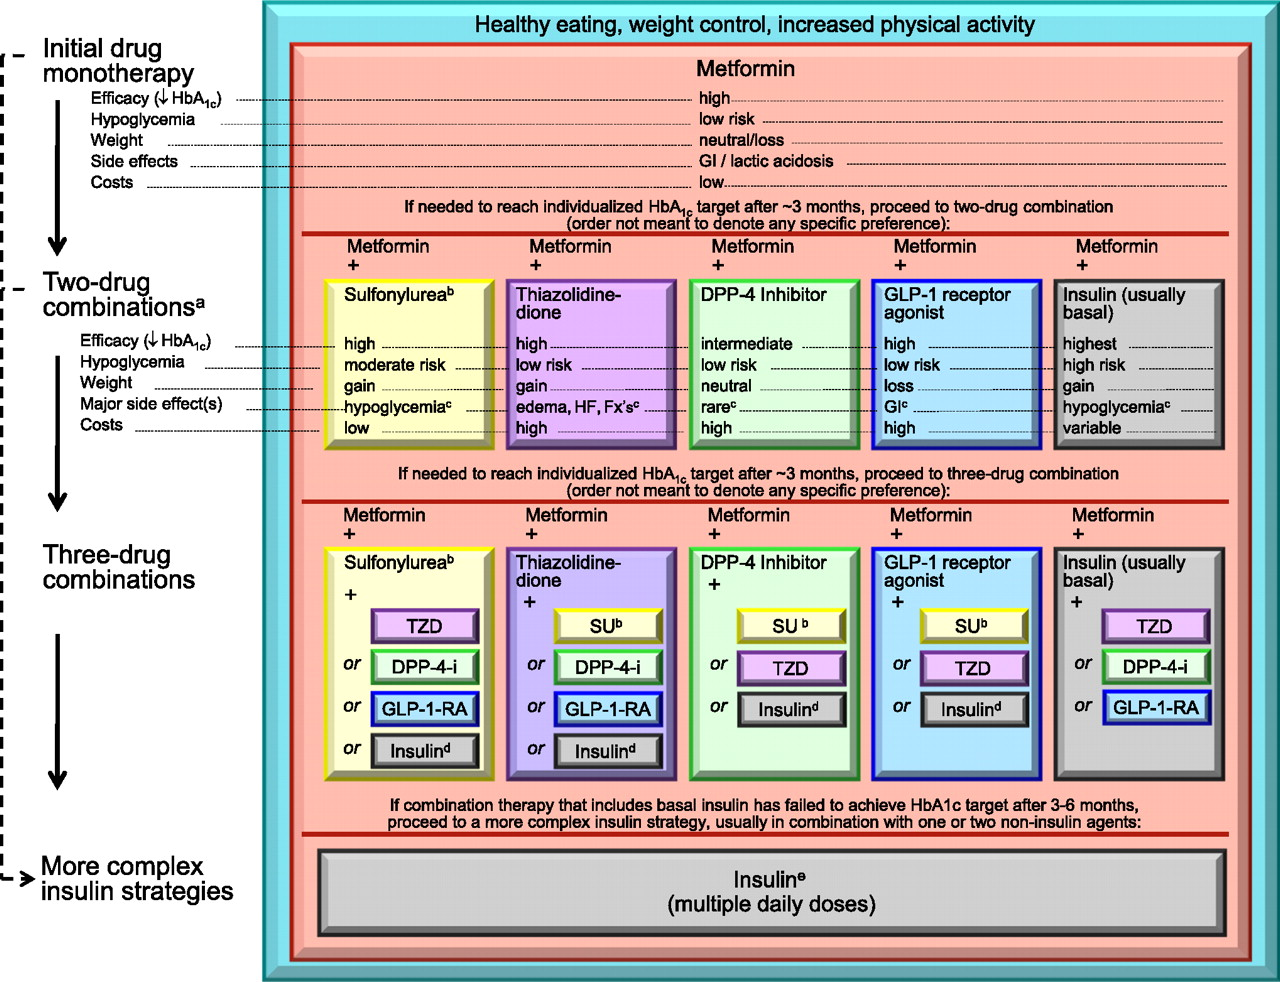 Healthy eating, weight control, increased physical activity
Initial drug
monotherapy
Metformin
Efficacy (↓HbA1c) high
Hypoglycemia low risk
Weight neutral/loss
Side effects GI / lactic acidosis
Costs low
If needed to reach individualized HbA1c target after ~3 months, proceed to two-drug combination
(order not meant to denote any specific preference):
Metformin Metformin Metformin Metformin Metformin
+ + + + +
Two-drug
combinationsᵃ
Sulfonylureaᵇ
Thiazolidine-
dione
DPP-4 Inhibitor
GLP-1 receptor
agonist
Insulin (usually
basal)
Efficacy (↓HbA1c) high high intermediate high highest
Hypoglycemia moderate risk low risk low risk low risk high risk
Weight gain gain neutral loss gain
Major side effect(s) hypoglycemiaᶜ edema, HF, Fx'sᶜ rareᶜ GIᶜ hypoglycemiaᶜ
Costs low high high high variable
If needed to reach individualized HbA1c target after ~3 months, proceed to three-drug combination
(order not meant to denote any specific preference):
Metformin Metformin Metformin Metformin Metformin
+ + + + +
Three-drug
combinations
Sulfonylureaᵇ
+
TZD
or DPP-4-i
or GLP-1-RA
or Insulinᵈ
Thiazolidine-
dione
+
SUᵇ
or DPP-4-i
or GLP-1-RA
or Insulinᵈ
DPP-4 Inhibitor
+
SU ᵇ
or TZD
or Insulinᵈ
GLP-1 receptor
agonist
+
SUᵇ
or TZD
or Insulinᵈ
Insulin (usually
basal)
+
TZD
or DPP-4-i
or GLP-1-RA
If combination therapy that includes basal insulin has failed to achieve HbA1c target after 3-6 months,
proceed to a more complex insulin strategy, usually in combination with one or two non-insulin agents:
More complex
insulin strategies
Insulinᵉ
(multiple daily doses)